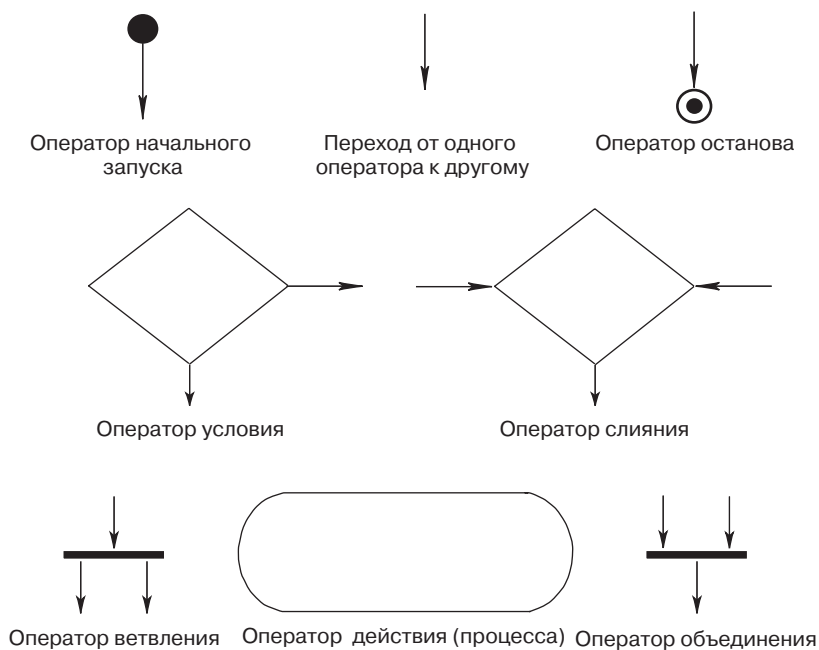 Оператор начального
запуска
Переход от одного
оператора к другому
Оператор останова
Оператор условия
Оператор слияния
Оператор ветвления
Оператор действия (процесса)
Оператор объединения